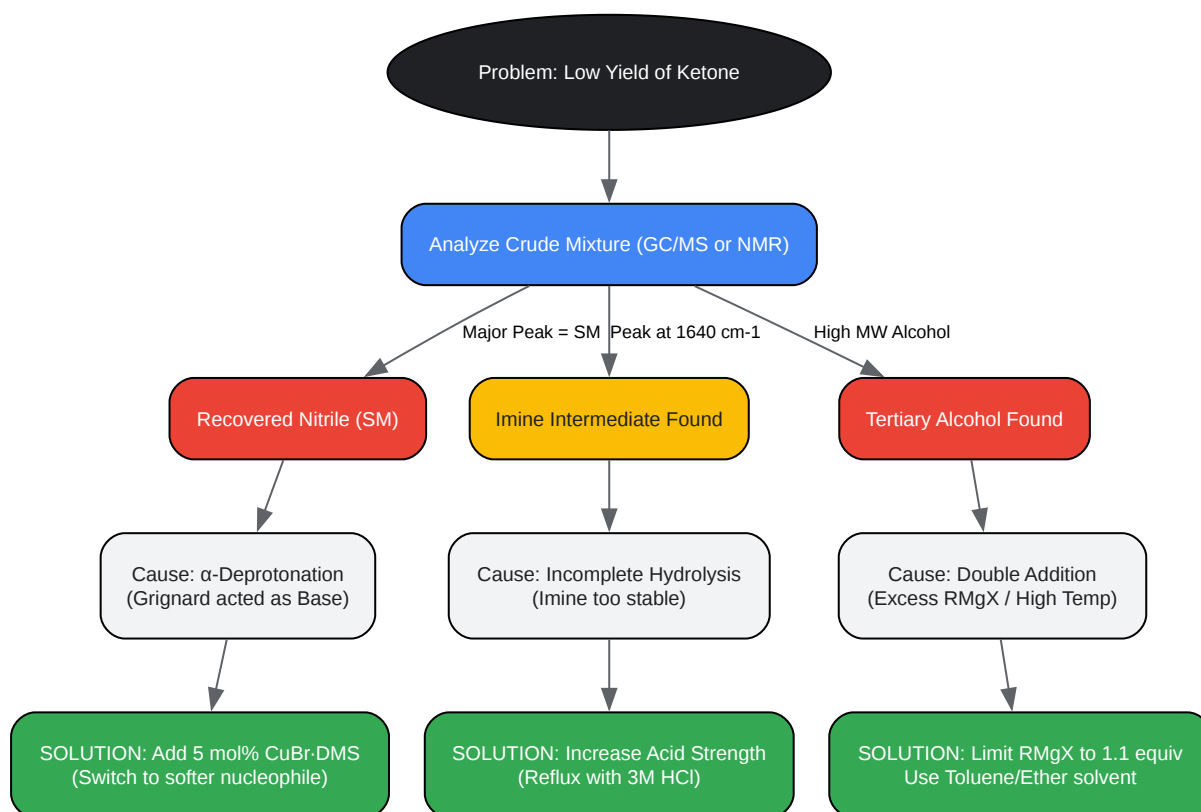 Problem: Low Yield of Ketone
Analyze Crude Mixture (GC/MS or NMR)
Major Peak = SM
Peak at 1640 cm-1
High MW Alcohol
Recovered Nitrile (SM)
Imine Intermediate Found
Tertiary Alcohol Found
Cause: α-Deprotonation
(Grignard acted as Base)
Cause: Incomplete Hydrolysis
(Imine too stable)
Cause: Double Addition
(Excess RMgX / High Temp)
SOLUTION: Add 5 mol% CuBr·DMS
(Switch to softer nucleophile)
SOLUTION: Increase Acid Strength
(Reflux with 3M HCl)
SOLUTION: Limit RMgX to 1.1 equiv
Use Toluene/Ether solvent